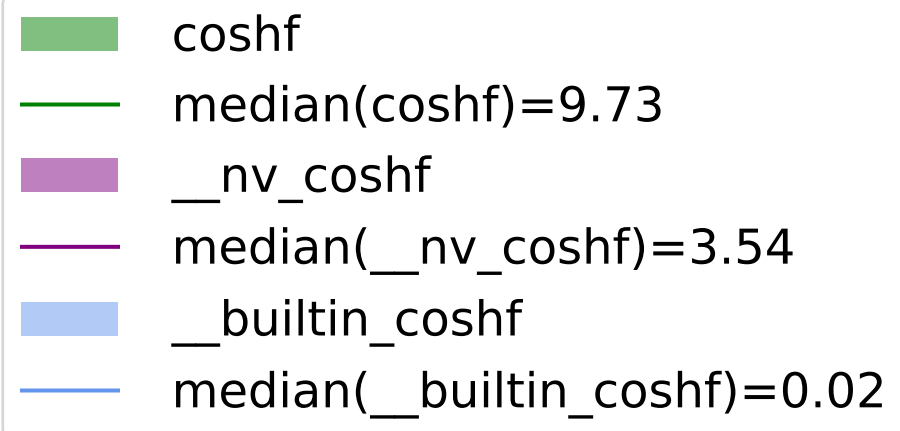 coshf
median(coshf)=9.73
__nv_coshf
median(__nv_coshf)=3.54
__builtin_coshf
median(__builtin_coshf)=0.02